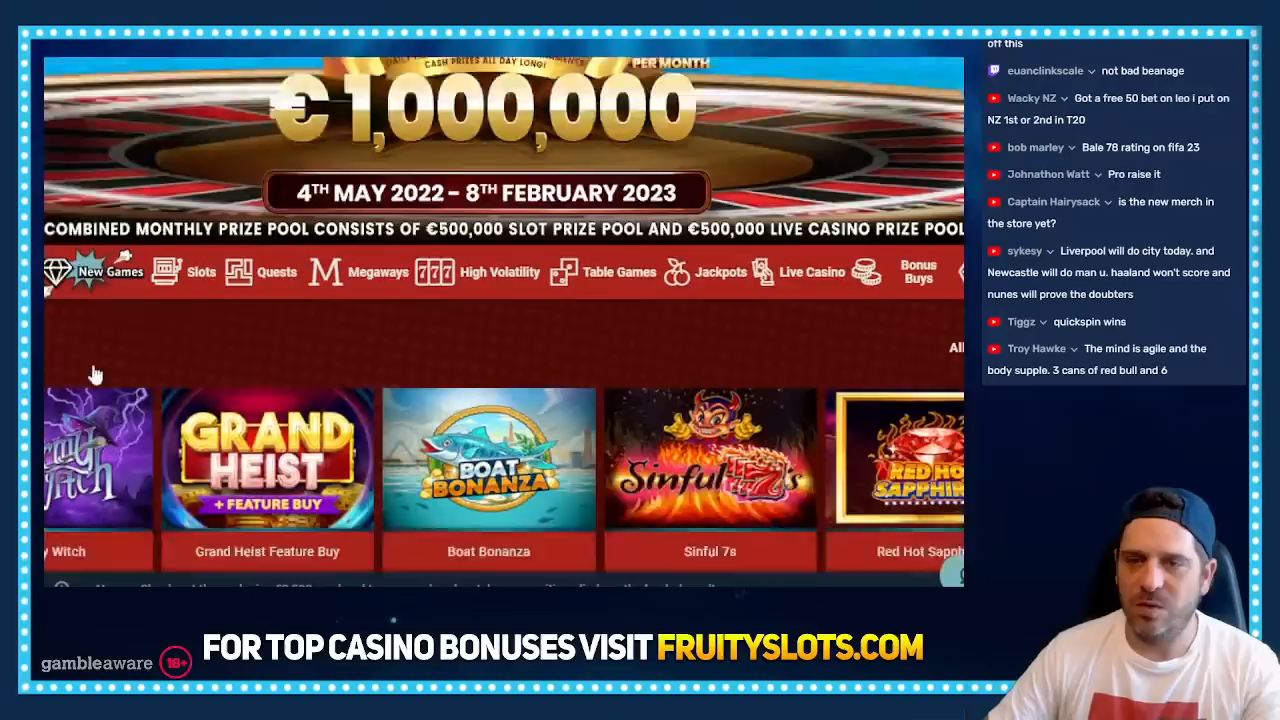 CASH PRIZES ALL DAY LONG!
PER MONTH
€1,000,000
4TH MAY 2022 - 8TH FEBRUARY 2023
COMBINED MONTHLY PRIZE POOL CONSISTS OF €500,000 SLOT PRIZE POOL AND €500,000 LIVE CASINO PRIZE POOL
New Games
Slots
Quests
Megaways
777
High Volatility
Table Games
Jackpots
Live Casino
Bonus
Buys
All
GRAND
HEIST
+ FEATURE BUY
BOAT
BONANZA
Sinful 7's
RED HO
SAPPHIR
y Witch
Grand Heist Feature Buy
Boat Bonanza
Sinful 7s
Red Hot Sapph
FOR TOP CASINO BONUSES VISIT FRUITYSLOTS.COM
gambleaware 18+
off this
euanclinkscale not bad beanage
Wacky NZ Got a free 50 bet on leo i put on
NZ 1st or 2nd in T20
bob marley Bale 78 rating on fifa 23
Johnathon Watt Pro raise it
Captain Hairysack is the new merch in
the store yet?
sykesy Liverpool will do city today. and
Newcastle will do man u. haaland won't score and
nunes will prove the doubters
Tiggz quickspin wins
Troy Hawke The mind is agile and the
body supple. 3 cans of red bull and 6